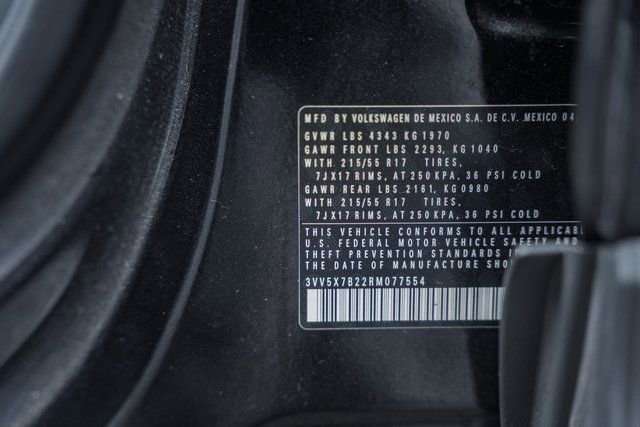 MFD BY VOLKSWAGEN DE MEXICO S.A. DE C.V. MEXICO 04
GVWR LBS 4343 KG 1970
GAWR FRONT LBS 2293, KG 1040
WITH 215/55 R17 TIRES,
7JX17 RIMS, AT 250 KPA, 36 PSI COLD
GAWR REAR LBS 2161, KG 0980
WITH 215/55 R17 TIRES,
7JX17 RIMS, AT 250 KPA, 36 PSI COLD
THIS VEHICLE CONFORMS TO ALL
U.S. FEDERAL MOTOR VEHICLE SAFETY AND
THEFT PREVENTION STANDARDS
DATE OF MANUFACTURE
3VV5X7B22RM077554